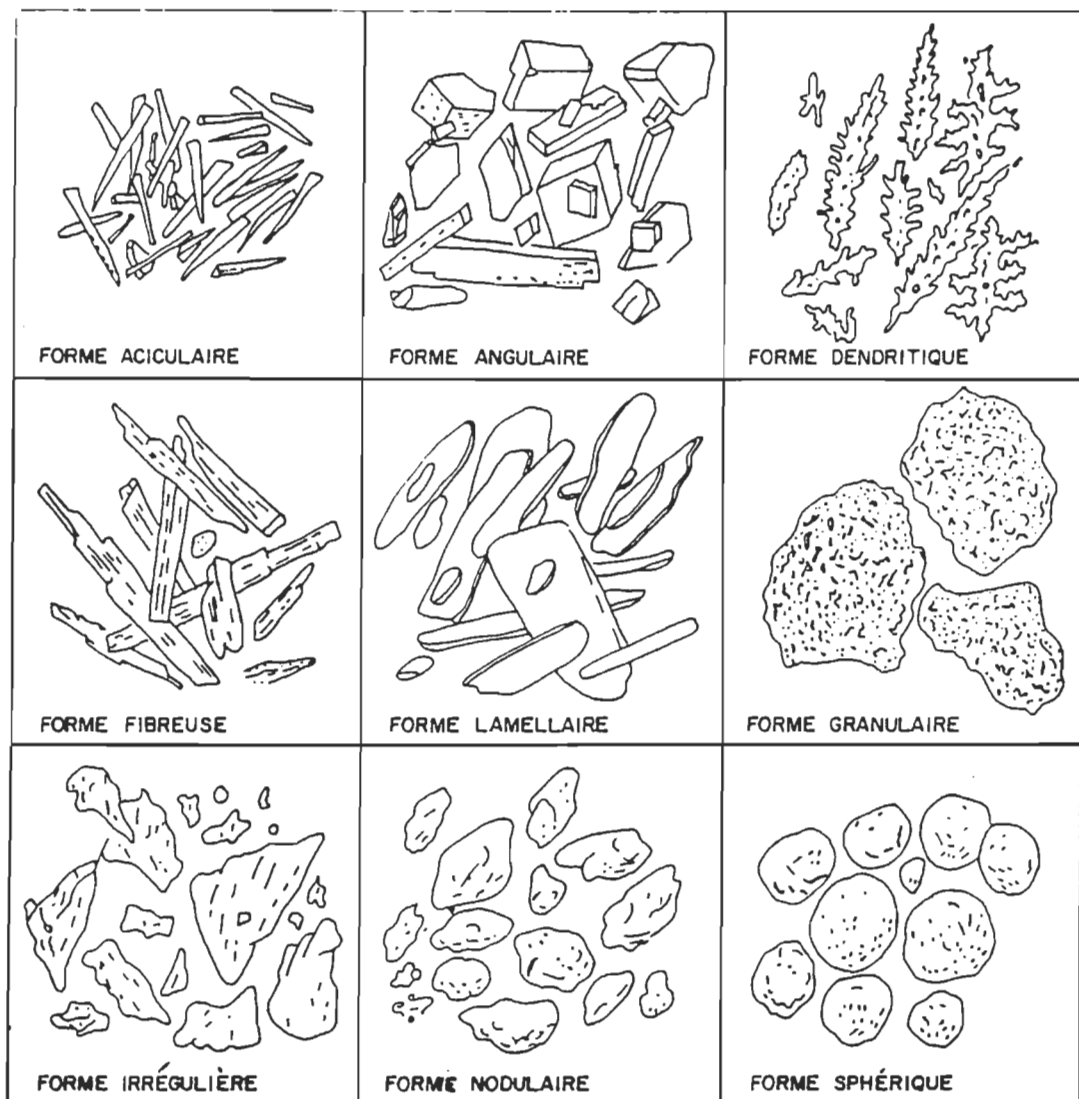 FORME ACICULAIRE
FORME ANGULAIRE
FORME DENDRITIQUE
FORME FIBREUSE
FORME LAMELLAIRE
FORME GRANULAIRE
FORME IRRÉGULIÈRE
FORME NODULAIRE
FORME SPHÉRIQUE